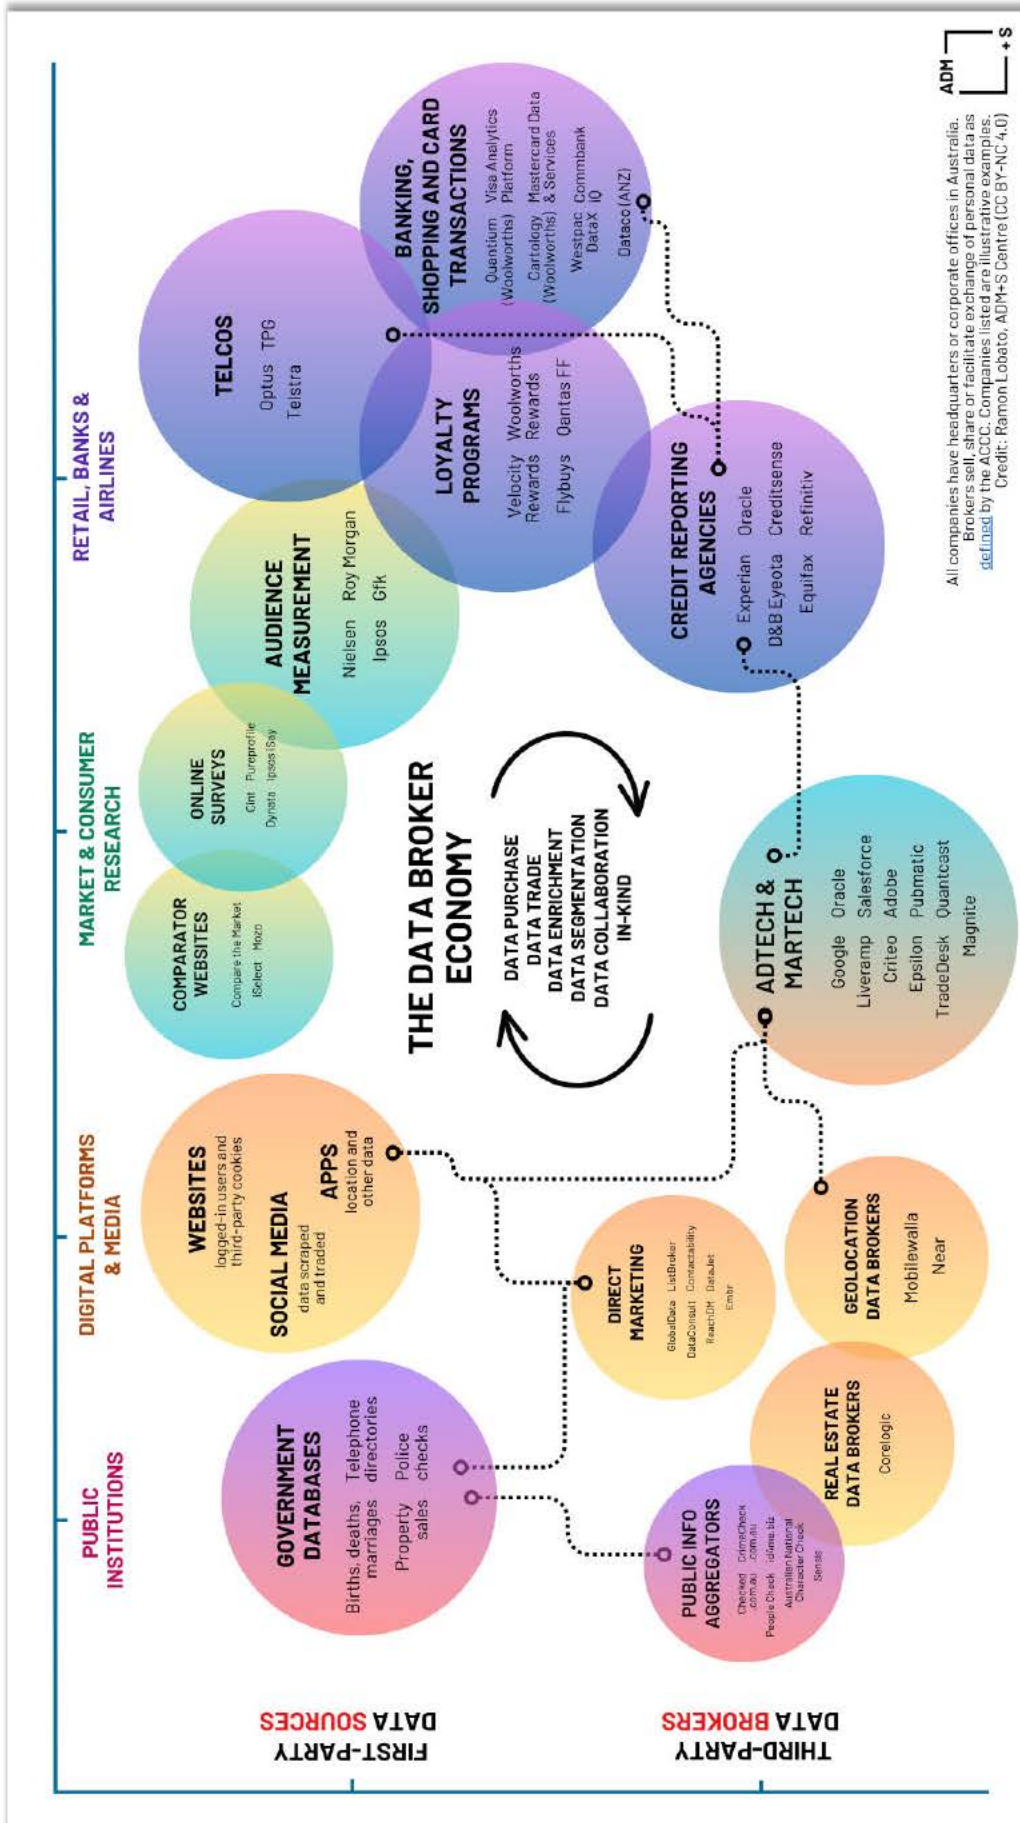 PUBLIC
INSTITUTIONS
DIGITAL PLATFORMS
& MEDIA
MARKET & CONSUMER
RESEARCH
RETAIL, BANKS &
AIRLINES
FIRST-PARTY
DATA SOURCES
THIRD-PARTY
DATA BROKERS
GOVERNMENT
DATABASES
Births, deaths, Telephone
marriages directories
Property Police
sales checks
WEBSITES
logged-in users and
third-party cookies
SOCIAL MEDIA
data scraped
and traded
APPS
location and
other data
COMPARATOR
WEBSITES
Compare the Market
iSelect Mozo
ONLINE
SURVEYS
Cint Pureprofile
Dynata Ipsos iSay
AUDIENCE
MEASUREMENT
Nielsen Roy Morgan
Ipsos Gfk
TELCOS
Optus TPG
Telstra
LOYALTY
PROGRAMS
Velocity Woolworths
Rewards Rewards
Flybuys Qantas FF
BANKING,
SHOPPING AND CARD
TRANSACTIONS
Quantium Visa Analytics
(Woolworths) Platform
Cartology Mastercard Data
(Woolworths) & Services
Westpac Commbank
DataX iQ
Dataco (ANZ)
THE DATA BROKER
ECONOMY
DATA PURCHASE
DATA TRADE
DATA ENRICHMENT
DATA SEGMENTATION
DATA COLLABORATION
IN-KIND
PUBLIC INFO
AGGREGATORS
Checked CrimeCheck
.com.au .com.au
People Check id4me.biz
Australian National
Character Check
Sensis
REAL ESTATE
DATA BROKERS
Corelogic
DIRECT
MARKETING
GlobalData ListBroker
DataConsult Contactability
ReachDM DataJet
Embr
GEOLOCATION
DATA BROKERS
Mobilewalla
Near
ADTECH &
MARTECH
Google Oracle
Liveramp Salesforce
Criteo Adobe
Epsilon Pubmatic
TradeDesk Quantcast
Magnite
CREDIT REPORTING
AGENCIES
Experian Oracle
D&B Eyeota Creditsense
Equifax Refinitiv
All companies have headquarters or corporate offices in Australia.
Brokers sell, share or facilitate exchange of personal data as
defined by the ACCC. Companies listed are illustrative examples.
Credit: Ramon Lobato, ADM+S Centre (CC BY-NC 4.0)
ADM
+S